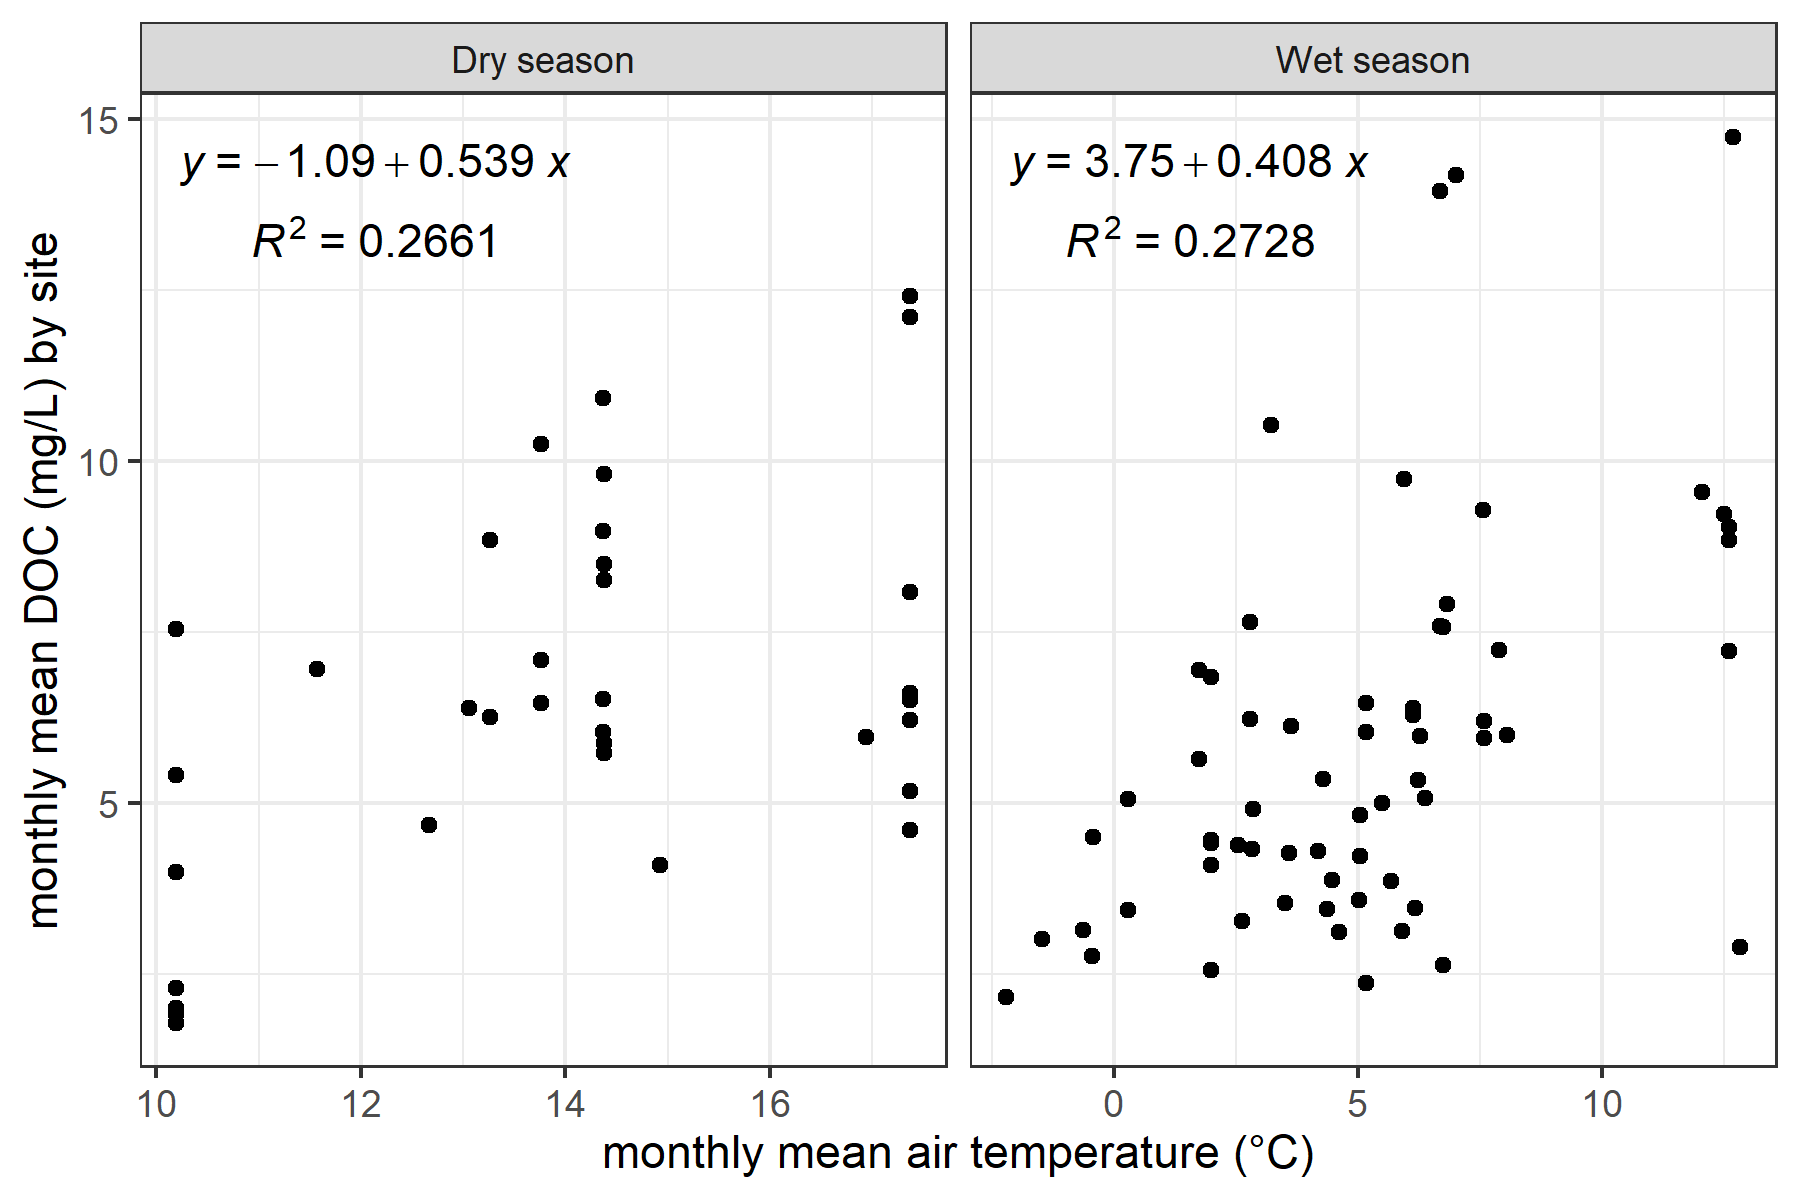 Dry season
Wet season
y = −1.09 + 0.539 x
R² = 0.2661
y = 3.75 + 0.408 x
R² = 0.2728
15
10
5
10 12 14 16
0 5 10
monthly mean air temperature (°C)
monthly mean DOC (mg/L) by site